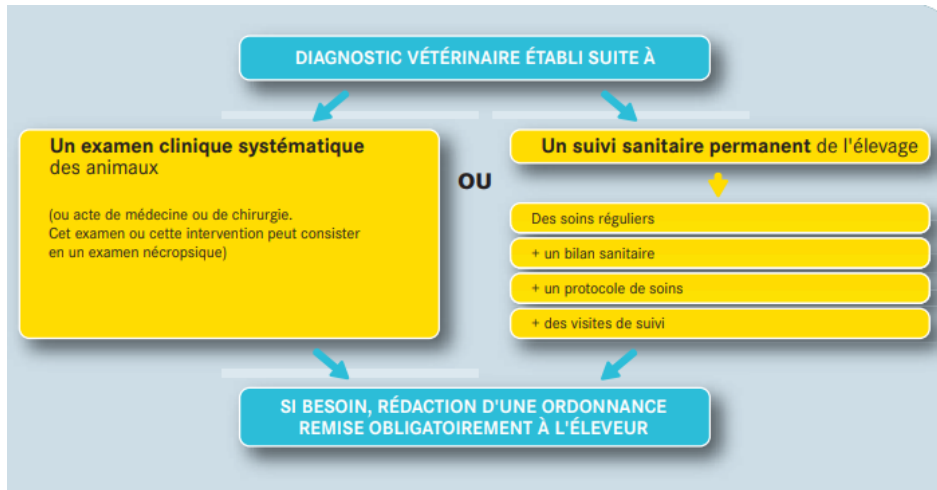 DIAGNOSTIC VÉTÉRINAIRE ÉTABLI SUITE À
Un examen clinique systématique
des animaux
(ou acte de médecine ou de chirurgie.
Cet examen ou cette intervention peut consister
en un examen nécropsique)
OU
Un suivi sanitaire permanent de l'élevage
Des soins réguliers
+ un bilan sanitaire
+ un protocole de soins
+ des visites de suivi
SI BESOIN, RÉDACTION D'UNE ORDONNANCE
REMISE OBLIGATOIREMENT À L'ÉLEVEUR